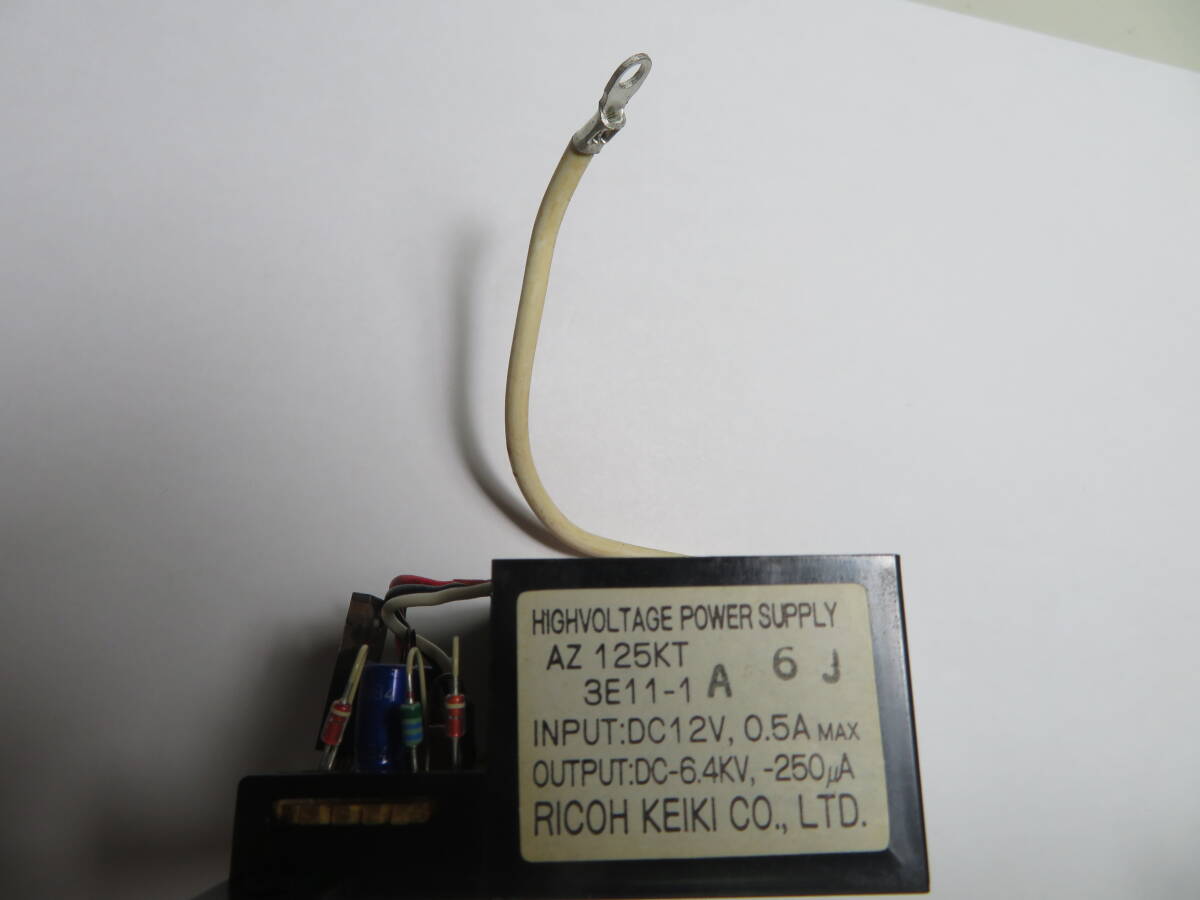 HIGHVOLTAGE POWER SUPPLY
AZ 125KT
3E11-1 A 6 J
INPUT:DC12V, 0.5A MAX
OUTPUT:DC-6.4KV, -250μA
RICOH KEIKI CO., LTD.